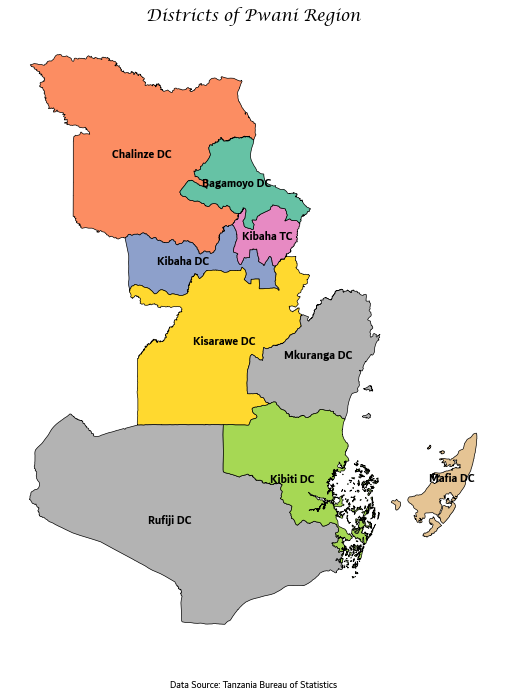 Districts of Pwani Region
Chalinze DC
Bagamoyo DC
Kibaha TC
Kibaha DC
Kisarawe DC
Mkuranga DC
Kibiti DC
Mafia DC
Rufiji DC
Data Source: Tanzania Bureau of Statistics